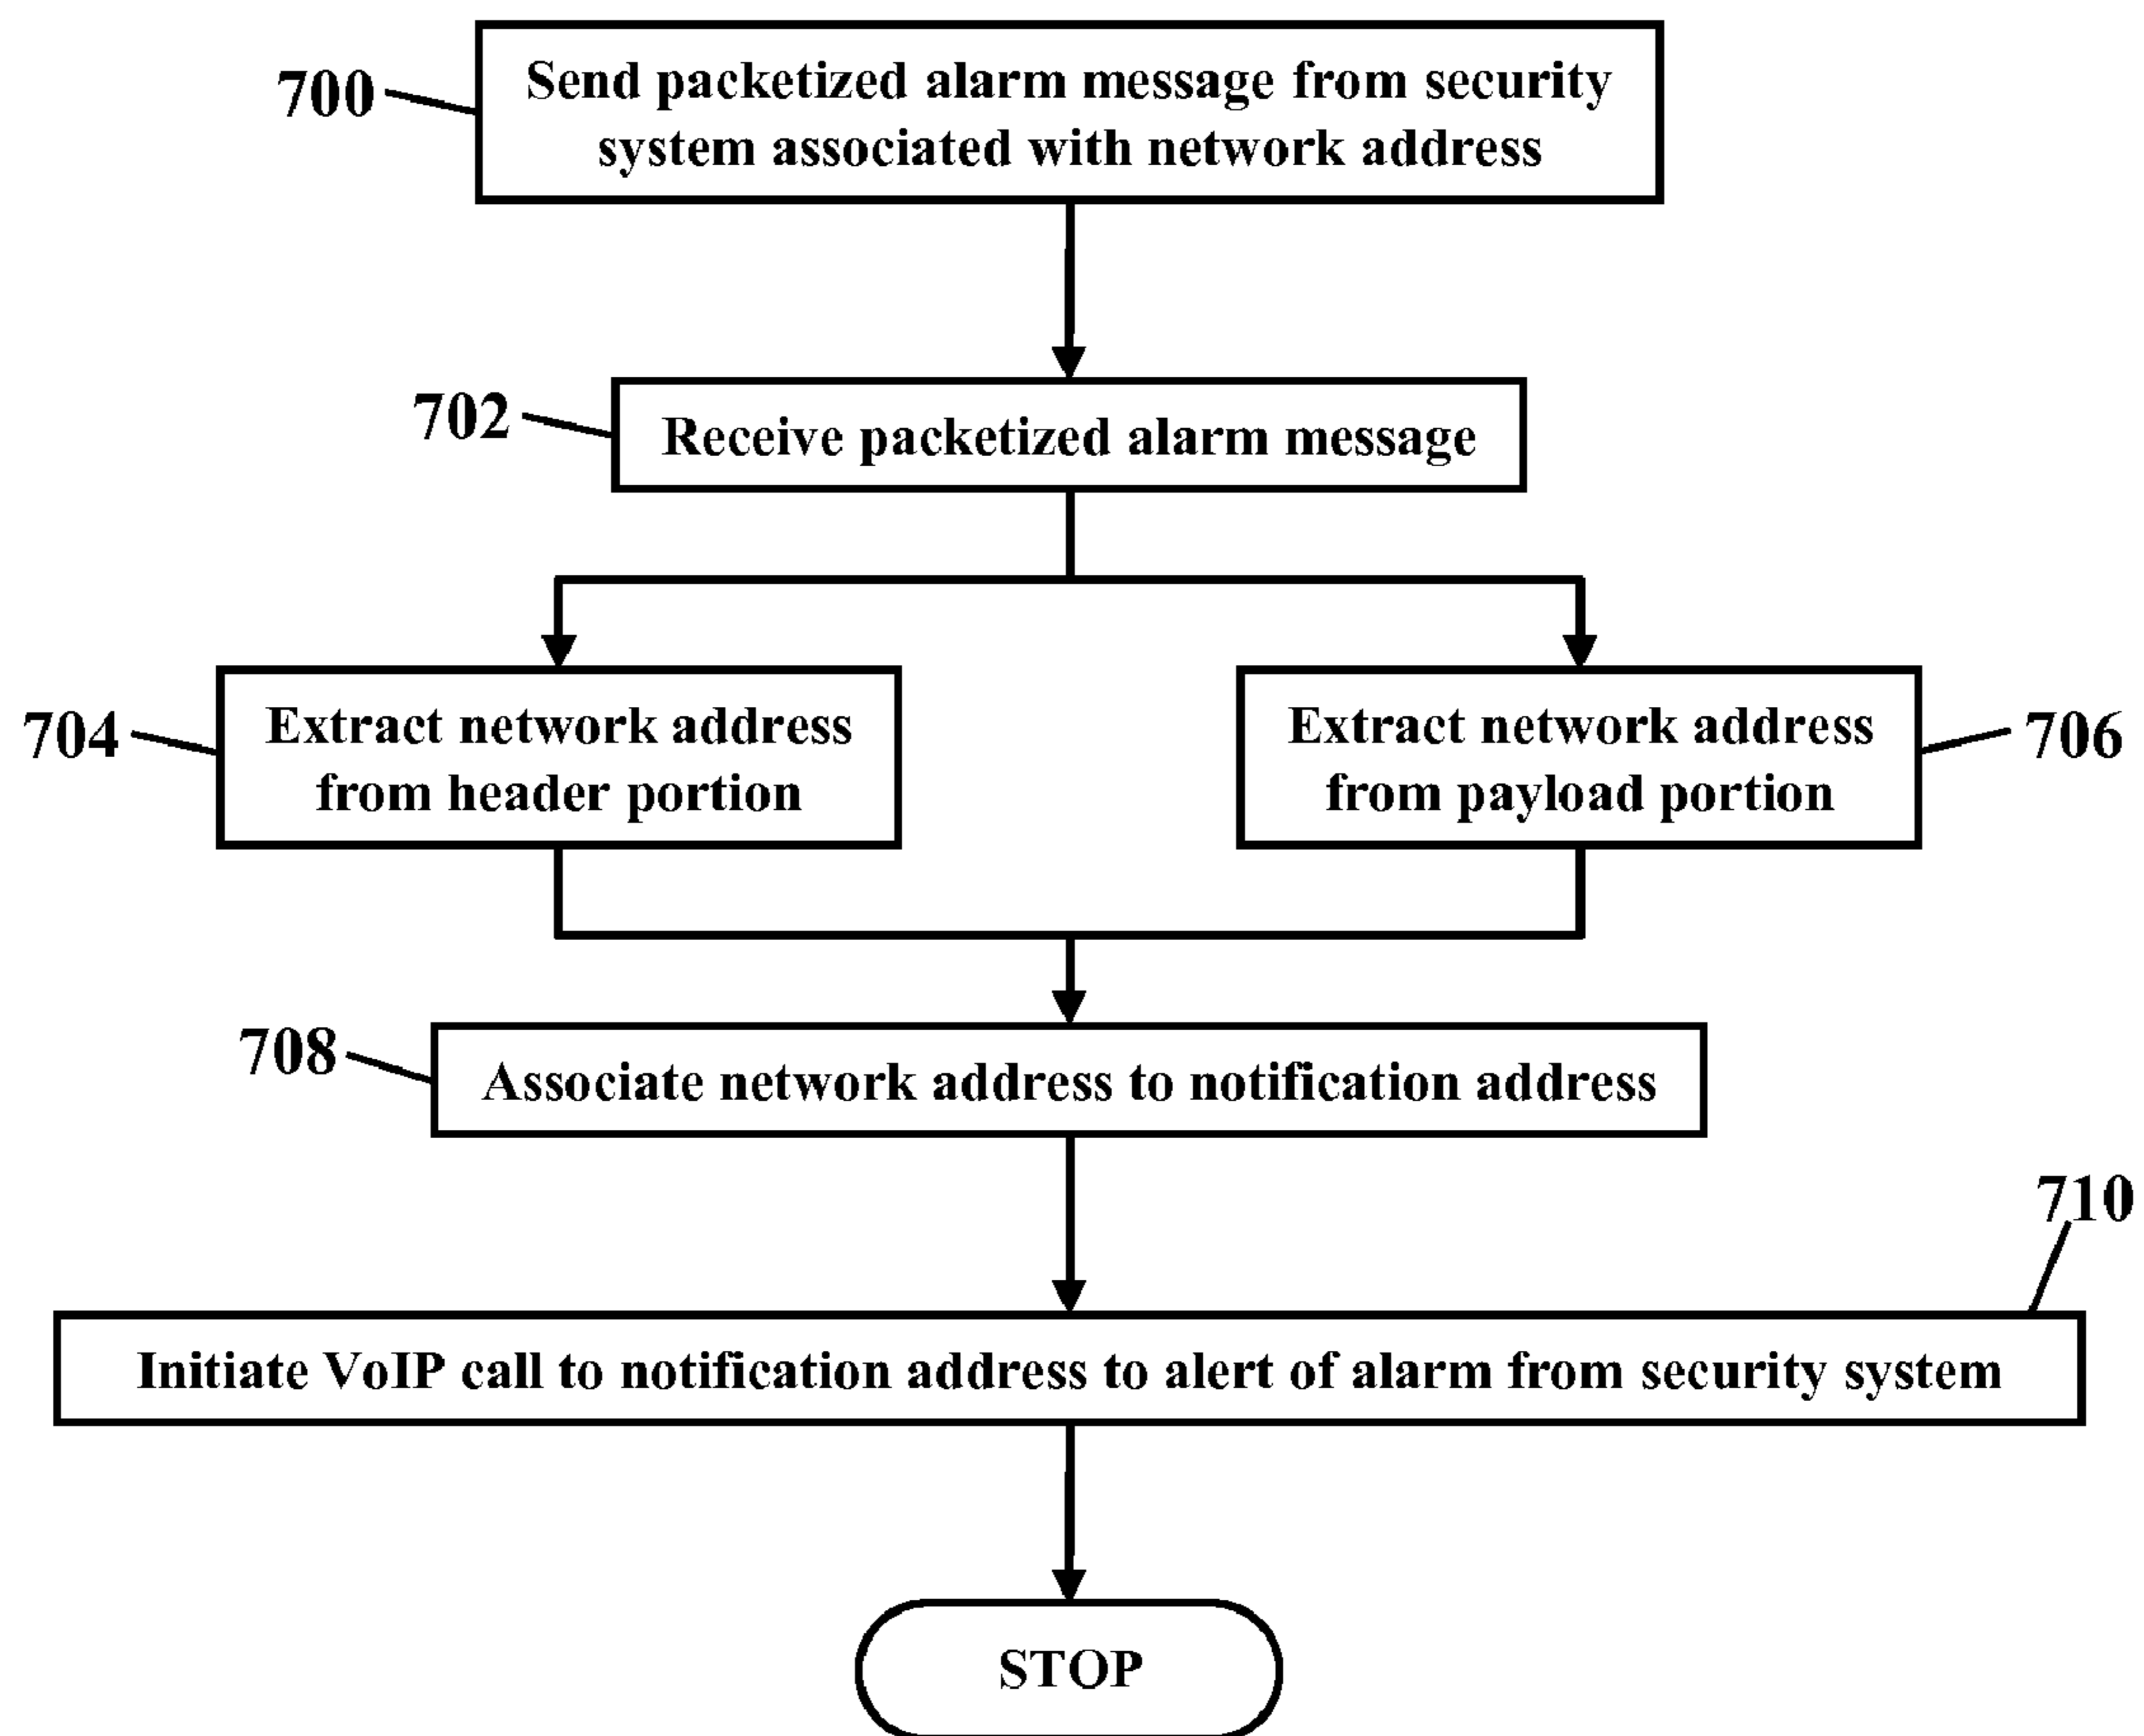 700
Send packetized alarm message from security
system associated with network address
702
Receive packetized alarm message
704
Extract network address
from header portion
Extract network address
from payload portion
706
708
Associate network address to notification address
710
Initiate VoIP call to notification address to alert of alarm from security system
STOP